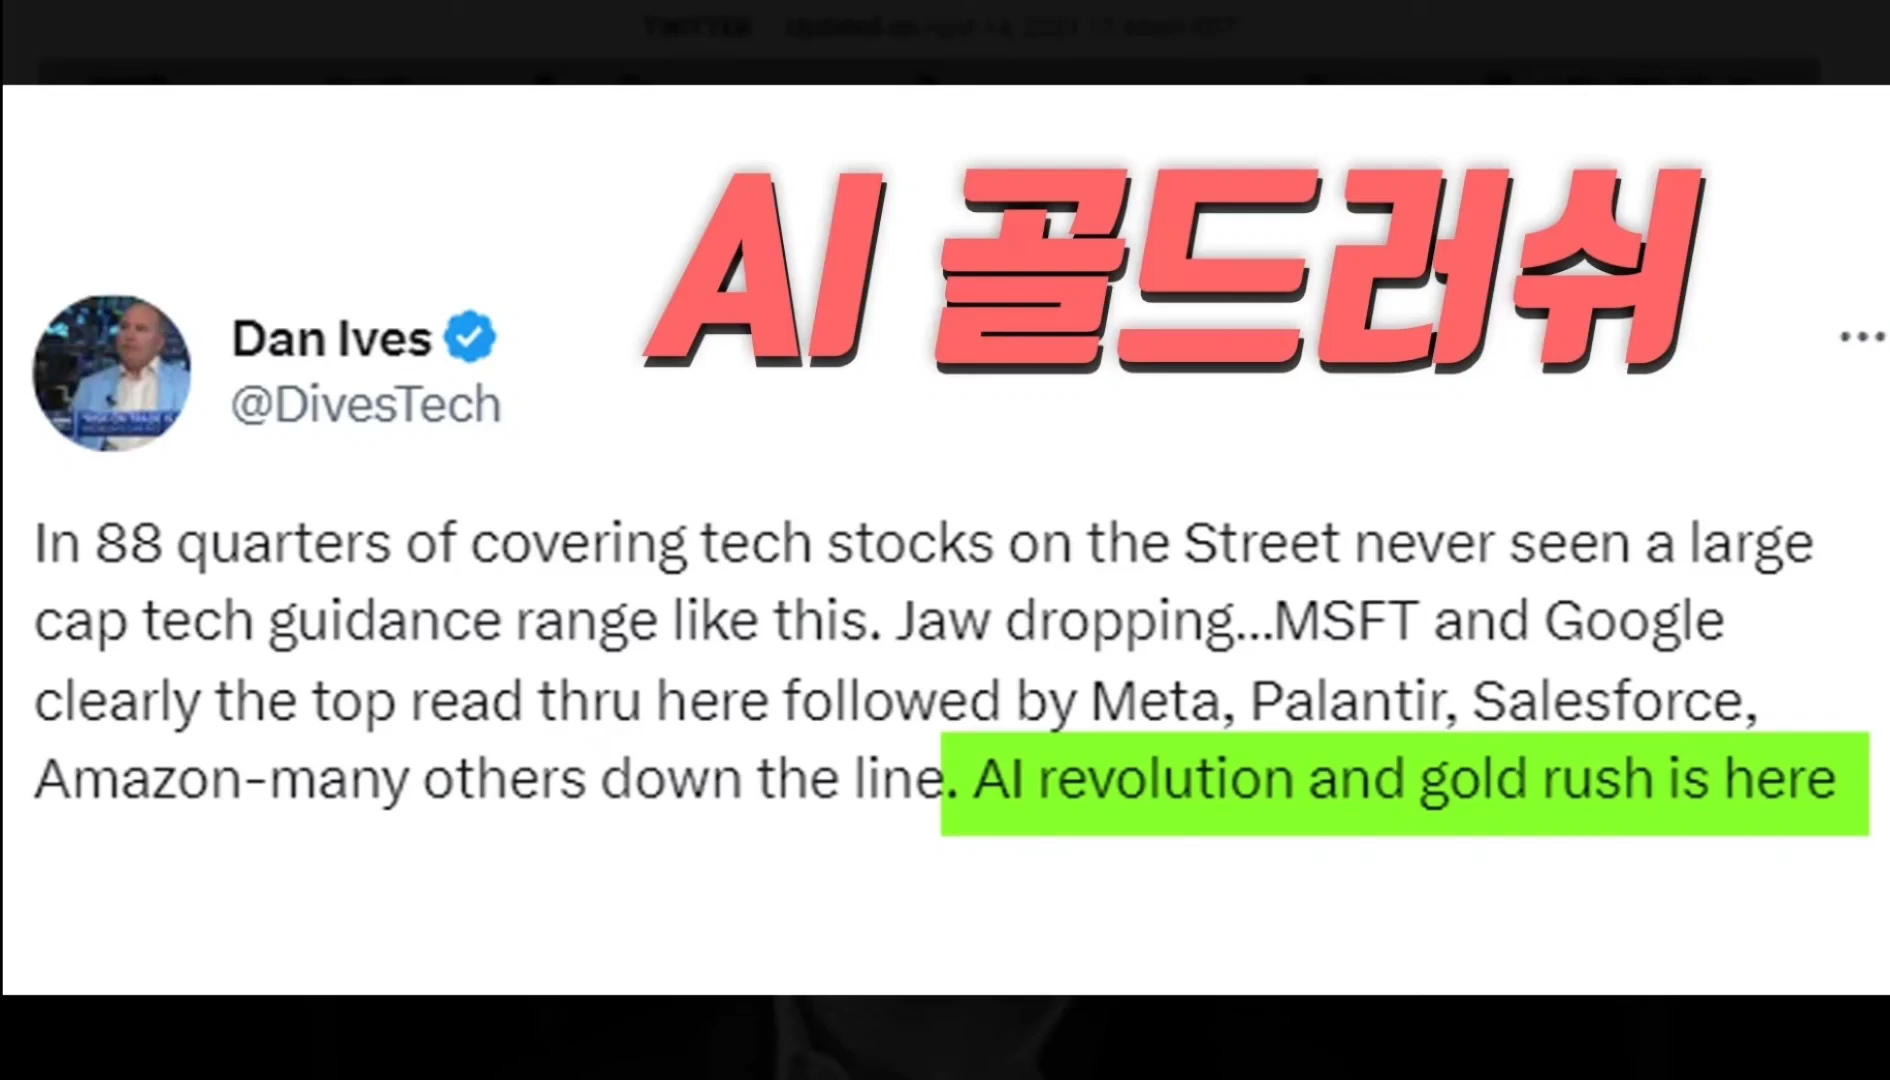 AI 골드러쉬
Dan Ives
@DivesTech
In 88 quarters of covering tech stocks on the Street never seen a large
cap tech guidance range like this. Jaw dropping...MSFT and Google
clearly the top read thru here followed by Meta, Palantir, Salesforce,
Amazon-many others down the line. AI revolution and gold rush is here